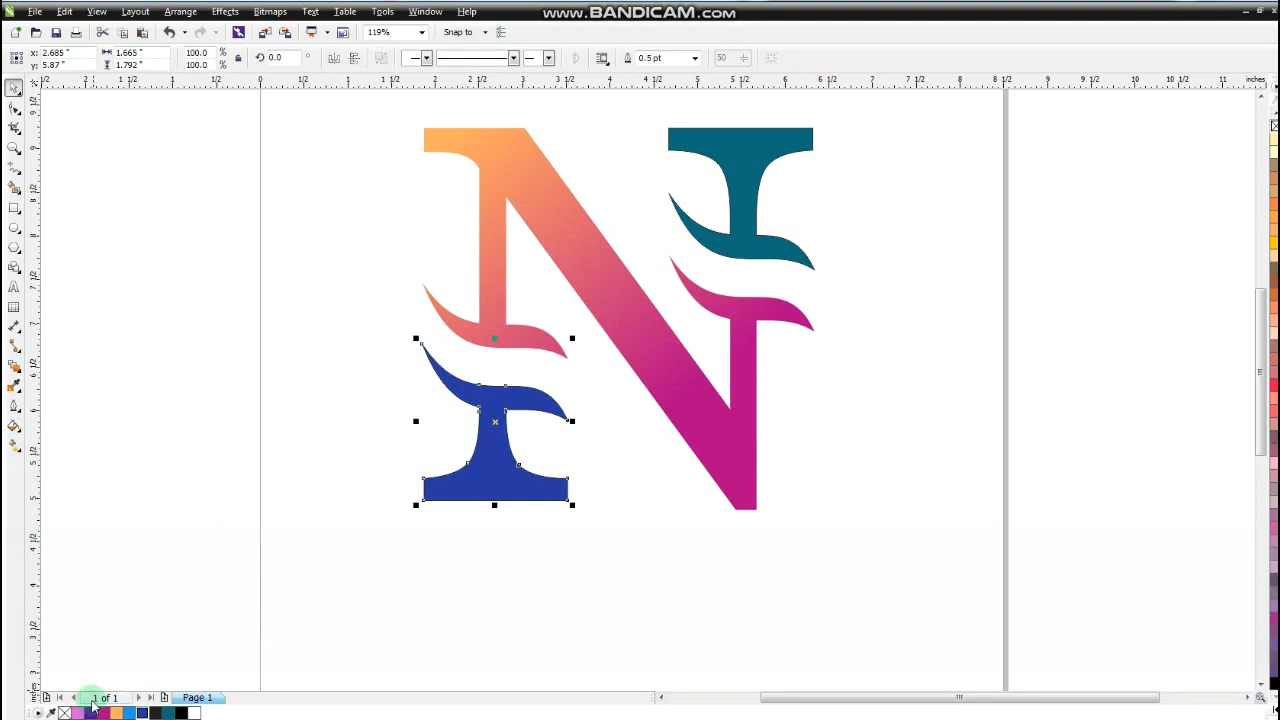 www.BANDICAM.com
File Edit View Layout Arrange Effects Bitmaps Text Table Tools Window Help
119% Snap to
x: 2.685 " 1.665 " 100.0 % 0.0 ° 0.5 pt 50
y: 5.87 " 1.792 " 100.0 %
inches
N
1 of 1 Page 1